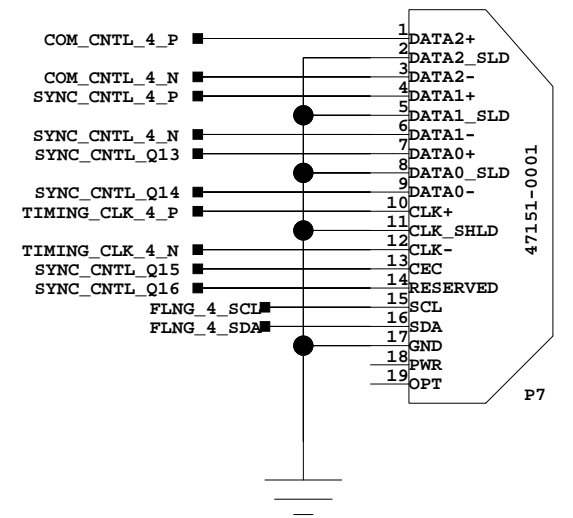 COM_CNTL_4_P 1 DATA2+
2 DATA2_SLD
COM_CNTL_4_N 3 DATA2-
SYNC_CNTL_4_P 4 DATA1+
5 DATA1_SLD
SYNC_CNTL_4_N 6 DATA1-
SYNC_CNTL_Q13 7 DATA0+
8 DATA0_SLD
SYNC_CNTL_Q14 9 DATA0-
TIMING_CLK_4_P 10 CLK+
11 CLK_SHLD
TIMING_CLK_4_N 12 CLK-
SYNC_CNTL_Q15 13 CEC
SYNC_CNTL_Q16 14 RESERVED
FLNG_4_SCL 15 SCL
FLNG_4_SDA 16 SDA
17 GND
18 PWR
19 OPT
47151-0001
P7